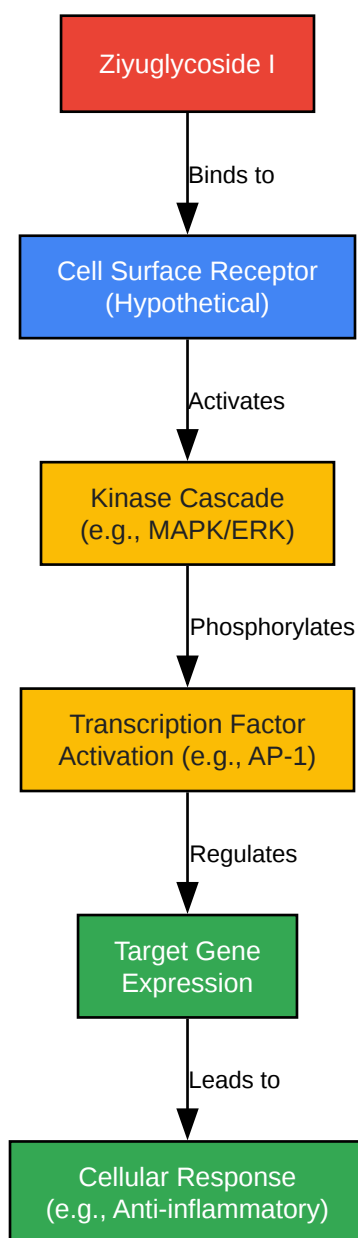 Ziyuglycoside I
Binds to
Cell Surface Receptor
(Hypothetical)
Activates
Kinase Cascade
(e.g., MAPK/ERK)
Phosphorylates
Transcription Factor
Activation (e.g., AP-1)
Regulates
Target Gene
Expression
Leads to
Cellular Response
(e.g., Anti-inflammatory)